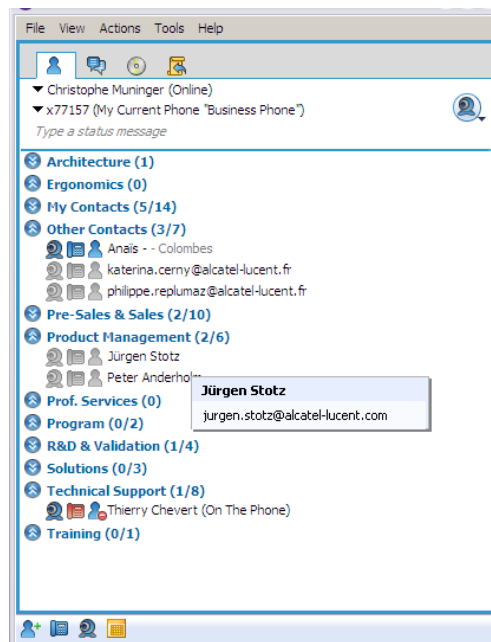 File View Actions Tools Help
Christophe Muninger (Online)
x77157 (My Current Phone "Business Phone")
Type a status message
Architecture (1)
Ergonomics (0)
My Contacts (5/14)
Other Contacts (3/7)
Anaïs - - Colombes
katerina.cerny@alcatel-lucent.fr
philippe.replumaz@alcatel-lucent.fr
Pre-Sales & Sales (2/10)
Product Management (2/6)
Jürgen Stotz
Peter Anderholm
Jürgen Stotz
jurgen.stotz@alcatel-lucent.com
Prof. Services (0)
Program (0/2)
R&D & Validation (1/4)
Solutions (0/3)
Technical Support (1/8)
Thierry Chevert (On The Phone)
Training (0/1)